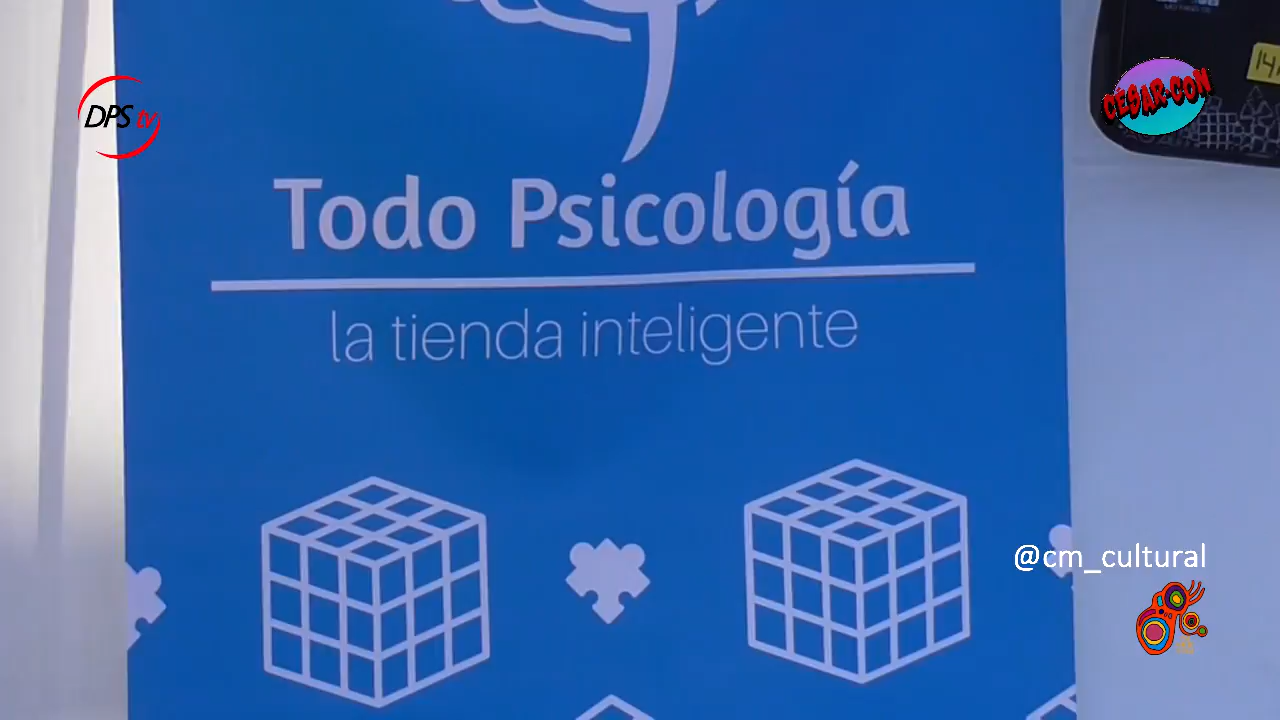 DPS tv
CESAR-CON
Todo Psicología
la tienda inteligente
@cm_cultural